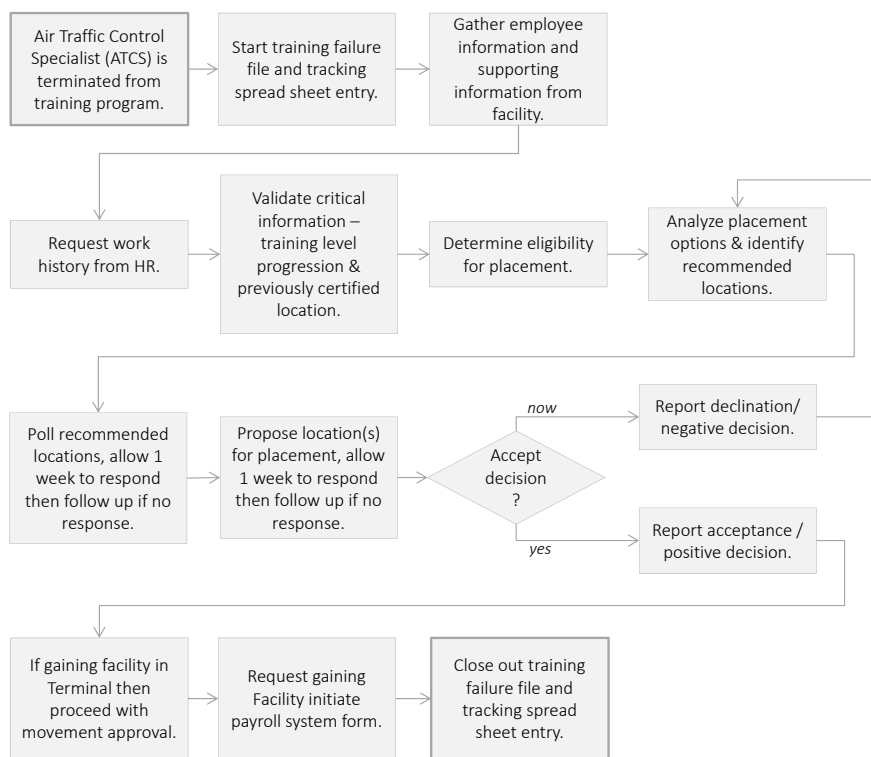 Air Traffic Control
Specialist (ATCS) is
terminated from
training program.
Start training failure
file and tracking
spread sheet entry.
Gather employee
information and
supporting
information from
facility.
Request work
history from HR.
Validate critical
information –
training level
progression &
previously certified
location.
Determine eligibility
for placement.
Analyze placement
options & identify
recommended
locations.
Poll recommended
locations, allow 1
week to respond
then follow up if no
response.
Propose location(s)
for placement, allow
1 week to respond
then follow up if no
response.
Accept
decision
?
now
Report declination/
negative decision.
yes
Report acceptance /
positive decision.
If gaining facility in
Terminal then
proceed with
movement approval.
Request gaining
Facility initiate
payroll system form.
Close out training
failure file and
tracking spread
sheet entry.